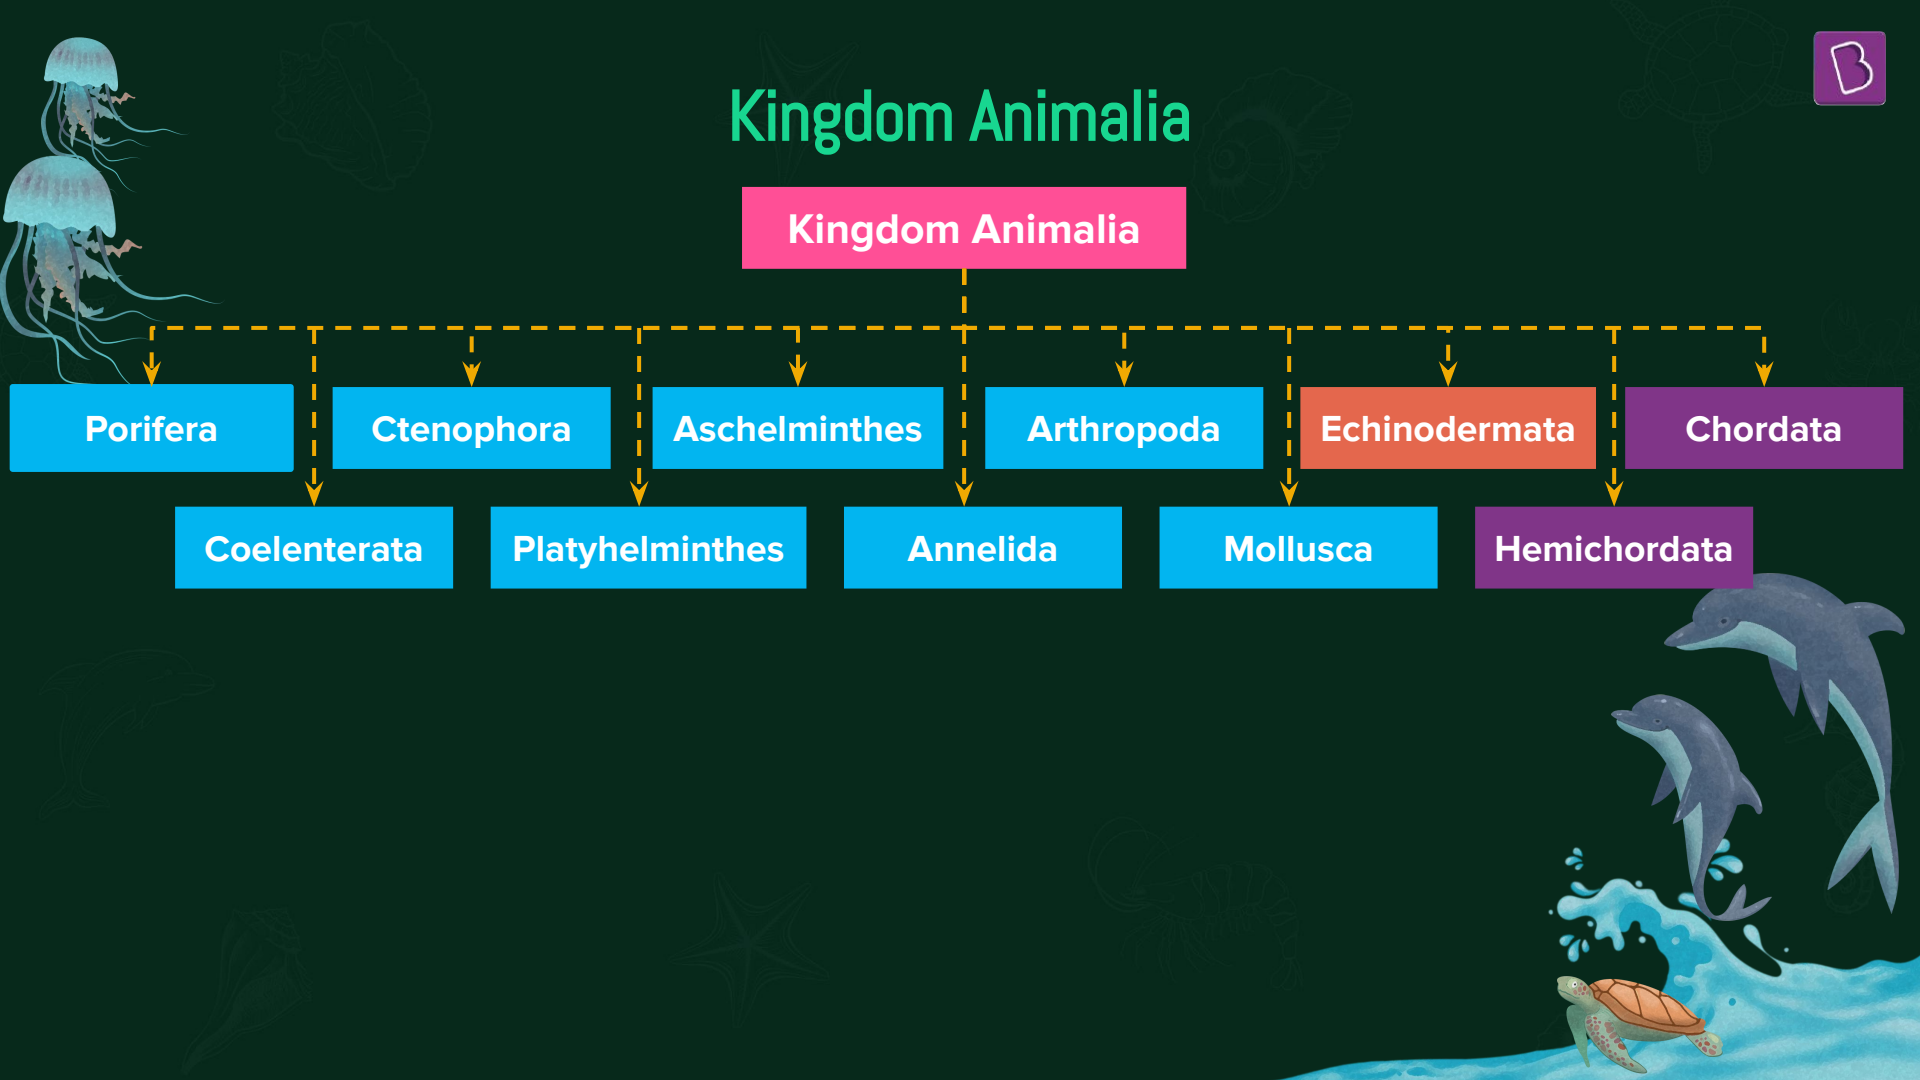 Kingdom Animalia
B
Kingdom Animalia
Porifera
Ctenophora
Aschelminthes
Arthropoda
Echinodermata
Chordata
Coelenterata
Platyhelminthes
Annelida
Mollusca
Hemichordata